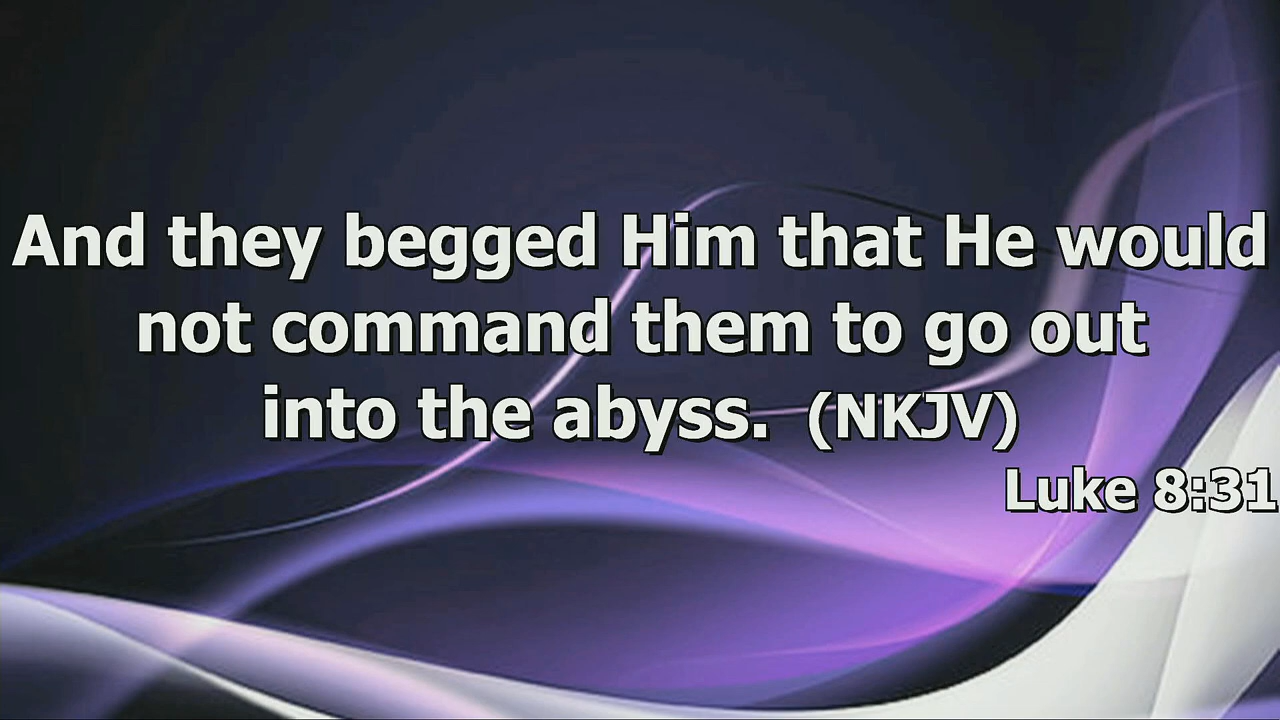 And they begged Him that He would
not command them to go out
into the abyss. (NKJV)
Luke 8:31